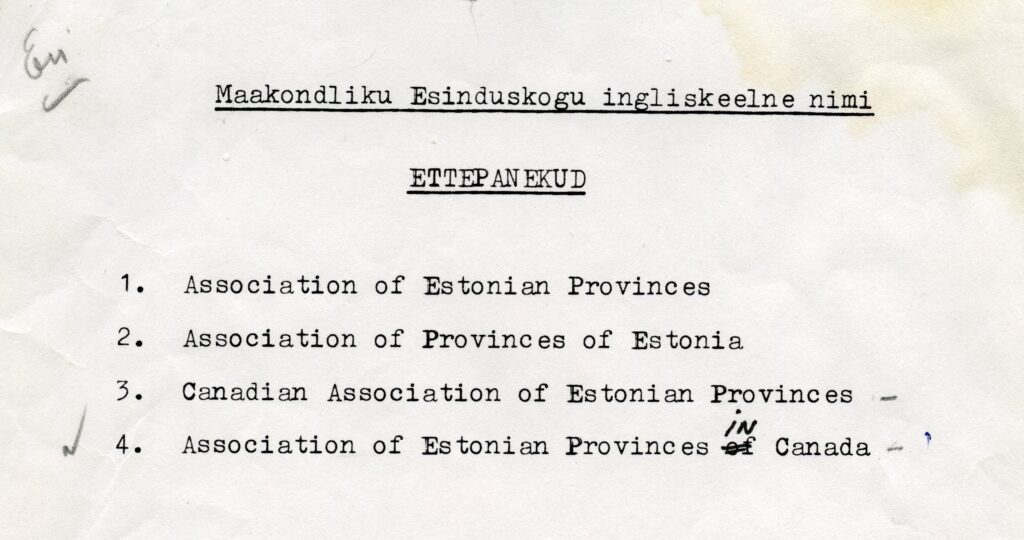 Maakondliku Esinduskogu ingliskeelne nimi
ETTEPANEKUD
1. Association of Estonian Provinces
2. Association of Provinces of Estonia
3. Canadian Association of Estonian Provinces -
4. Association of Estonian Provinces of IN Canada -